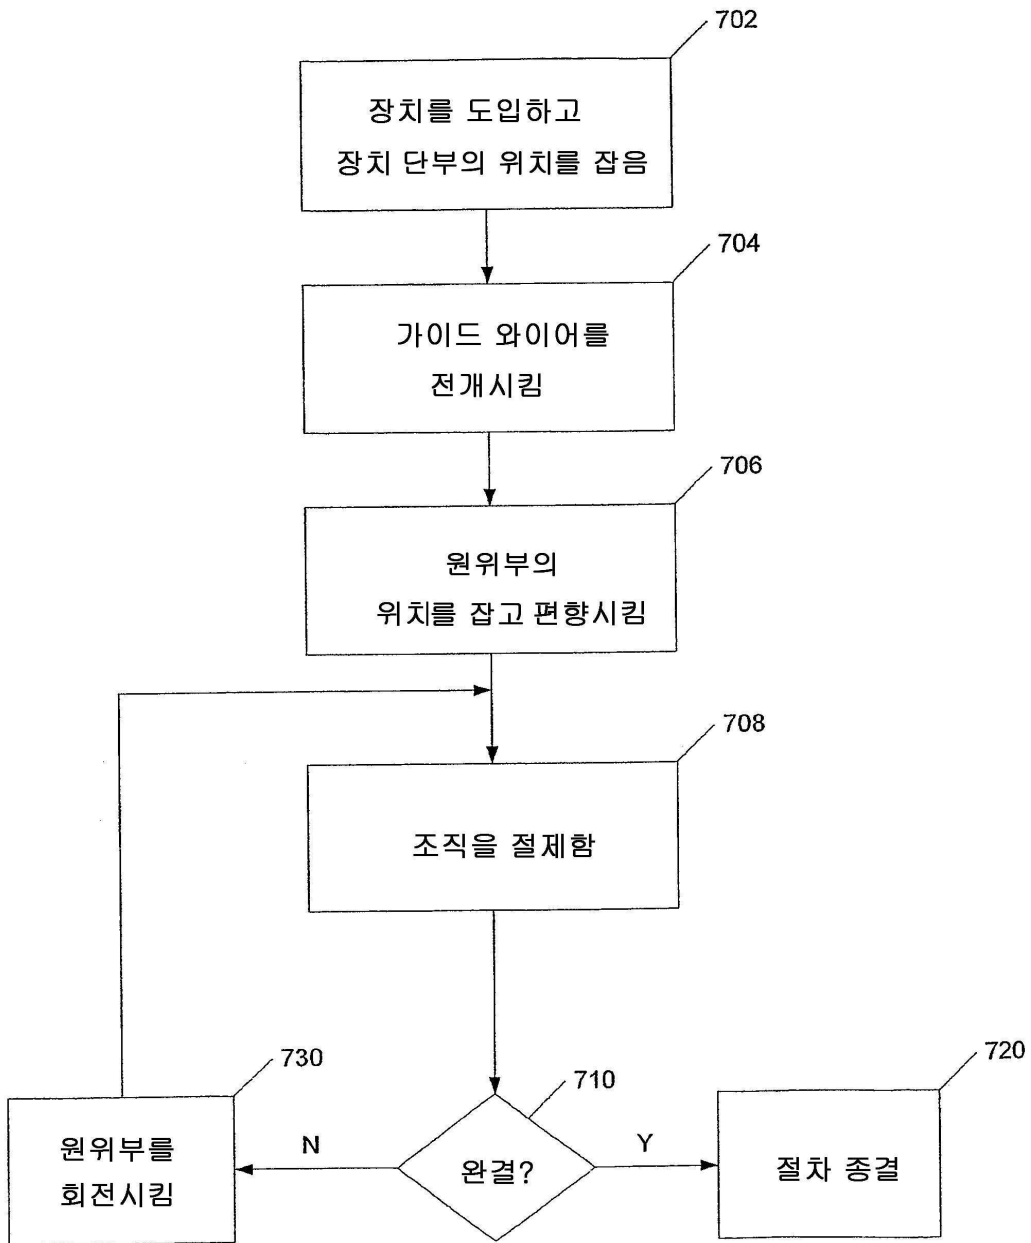 702
장치를 도입하고
장치 단부의 위치를 잡음
704
가이드 와이어를
전개시킴
706
원위부의
위치를 잡고 편향시킴
708
조직을 절제함
710
완결?
N
Y
730
원위부를
회전시킴
720
절차 종결